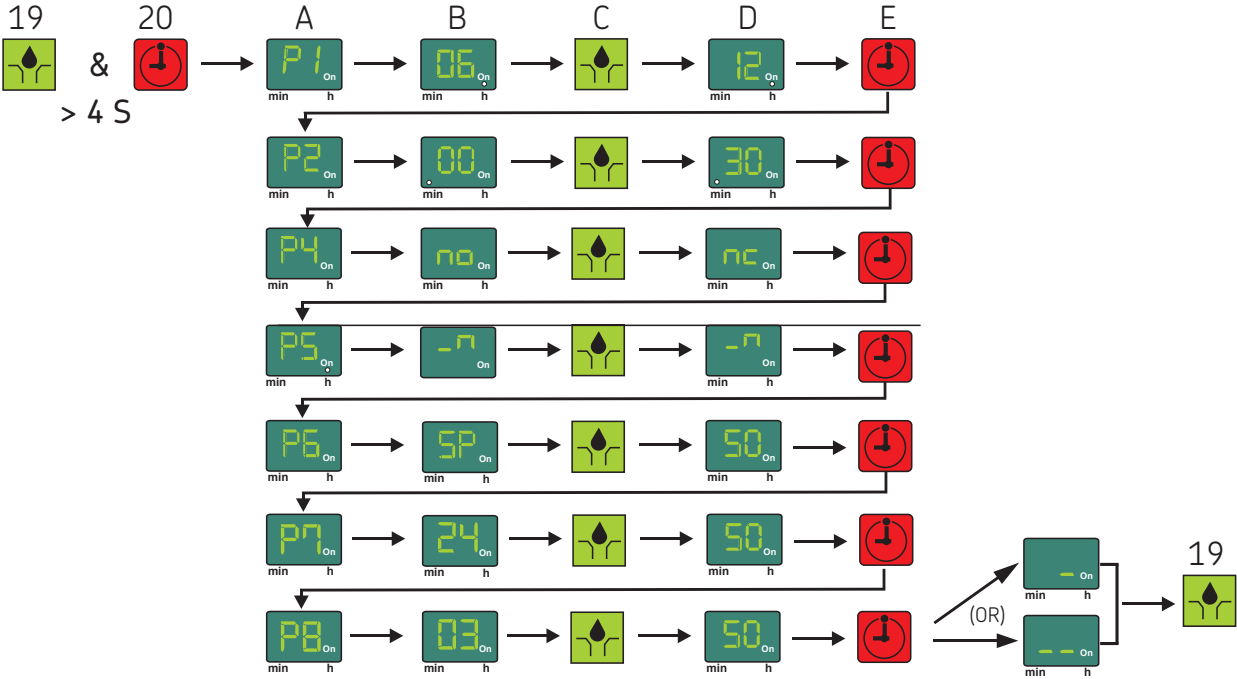 19 20 A B C D E
&
> 4 S
P1 On 06 On 12 On
min h min h min h
P2 On 00 On 30 On
min h min h min h
P4 On no On nc On
min h min h min h
P5 On On On
min h min h
P6 On SP On 50 On
min h min h min h
P7 On 24 On 50 On
min h min h min h
On
min h
19
P8 On 03 On 50 On
min h min h min h
(OR)
On
min h